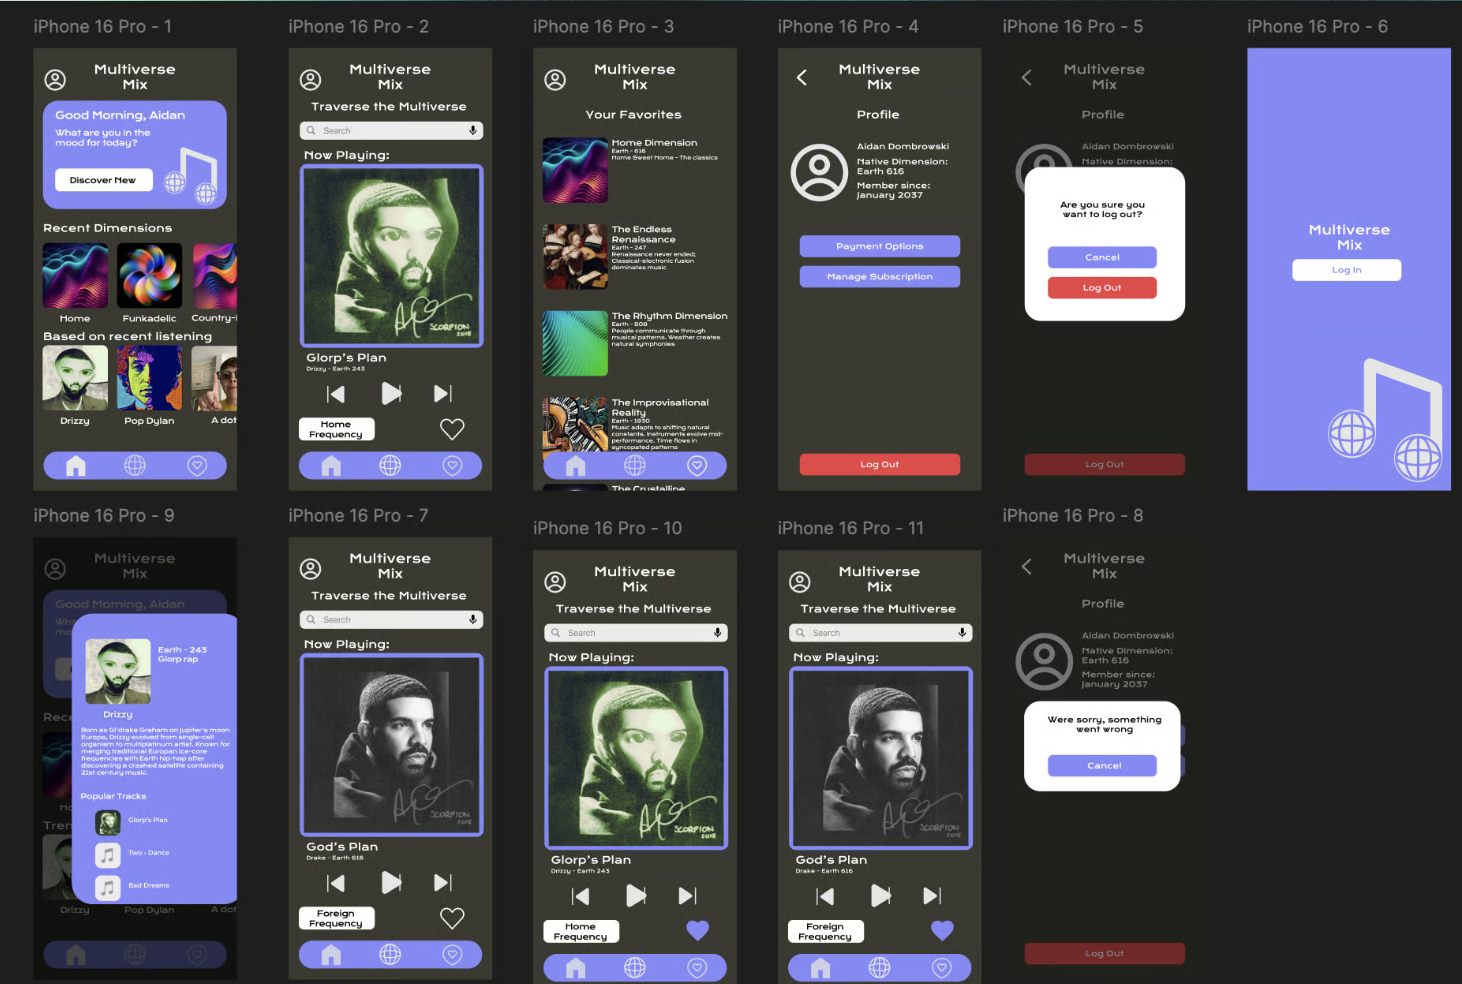 iPhone 16 Pro - 1
Multiverse
Mix
Good Morning, Aidan
What are you in the
mood for today?
Discover New
Recent Dimensions
Home
Funkadelic
Country-
Based on recent listening
Drizzy
Pop Dylan
A dot
iPhone 16 Pro - 2
Multiverse
Mix
Traverse the Multiverse
Search
Now Playing:
SCORPION
2018
Glorp's Plan
Drizzy - Earth 243
Home
Frequency
iPhone 16 Pro - 3
Multiverse
Mix
Your Favorites
Home Dimension
Earth - 616
Home Sweet Home - The classics
The Endless
Renaissance
Earth - 247
Renaissance never ended;
Classical-electronic fusion
dominates music
The Rhythm Dimension
Earth - 808
People communicate through
musical patterns. Weather creates
natural symphonies
The Improvisational
Reality
Earth - 1930
Music adapts to shifting natural
constants. Instruments evolve mid-
performance. Time flows in
syncopated patterns
The Crystalline
iPhone 16 Pro - 4
Multiverse
Mix
Profile
Aidan Dombrowski
Native Dimension:
Earth 616
Member since:
January 2037
Payment Options
Manage Subscription
Log Out
iPhone 16 Pro - 5
Multiverse
Mix
Profile
Aidan Dombrowski
Native Dimension:
Are you sure you
want to log out?
Cancel
Log Out
Log Out
iPhone 16 Pro - 6
Multiverse
Mix
Log In
iPhone 16 Pro - 9
Multiverse
Mix
Good Morning, Aidan
Wha
mo
Rece
Ho
Tren
Earth - 243
Glorp rap
Drizzy
Born as Gl'drake Graham on Jupiter's moon
Europa, Drizzy evolved from single-cell
organism to multiplatinum artist. Known for
merging traditional Europan ice-core
frequencies with Earth hip-hop after
discovering a crashed satellite containing
21st century music.
Popular Tracks
Glorp's Plan
Two - Dance
Bad Dreams
Drizzy
Pop Dylan
A dot
iPhone 16 Pro - 7
Multiverse
Mix
Traverse the Multiverse
Search
Now Playing:
SCORPION
2018
God's Plan
Drake - Earth 616
Foreign
Frequency
iPhone 16 Pro - 10
Multiverse
Mix
Traverse the Multiverse
Search
Now Playing:
SCORPION
2018
Glorp's Plan
Drizzy - Earth 243
Home
Frequency
iPhone 16 Pro - 11
Multiverse
Mix
Traverse the Multiverse
Search
Now Playing:
SCORPION
2018
God's Plan
Drake - Earth 616
Foreign
Frequency
iPhone 16 Pro - 8
Multiverse
Mix
Profile
Aidan Dombrowski
Native Dimension:
Earth 616
Member since:
January 2037
Were sorry, something
went wrong
Cancel
Log Out